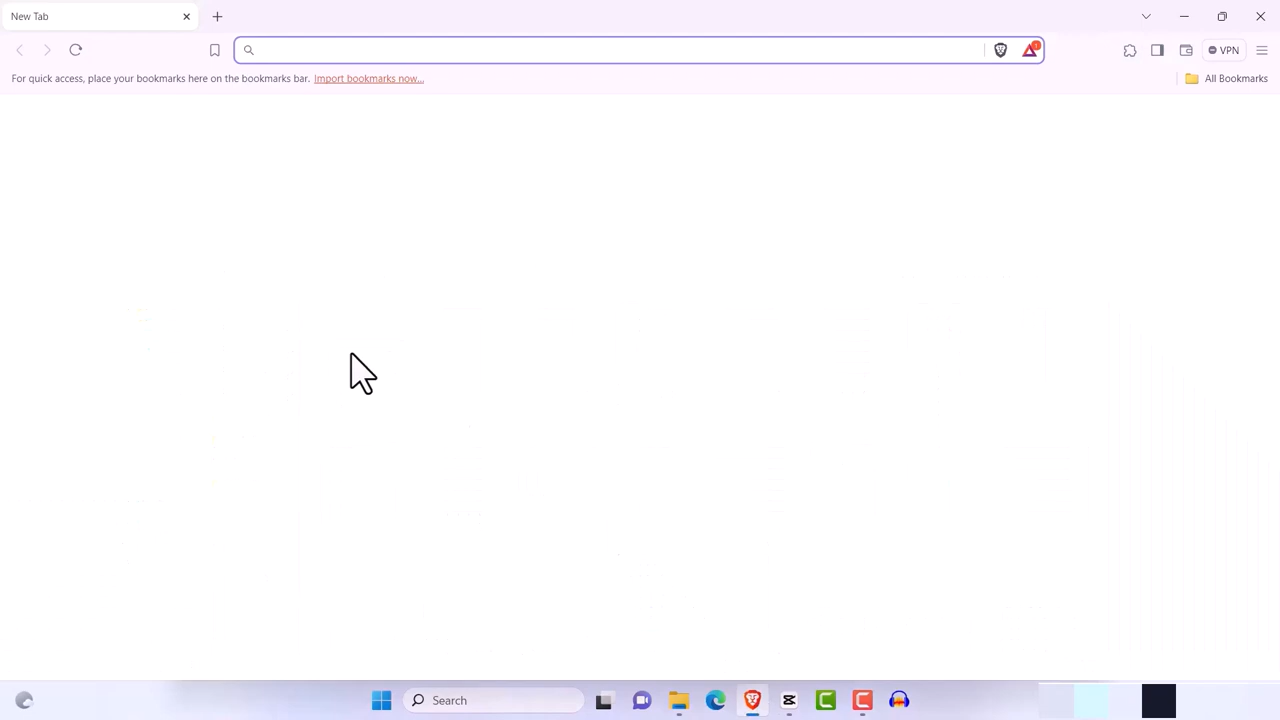 New Tab
VPN
For quick access, place your bookmarks here on the bookmarks bar. Import bookmarks now...
All Bookmarks
Search